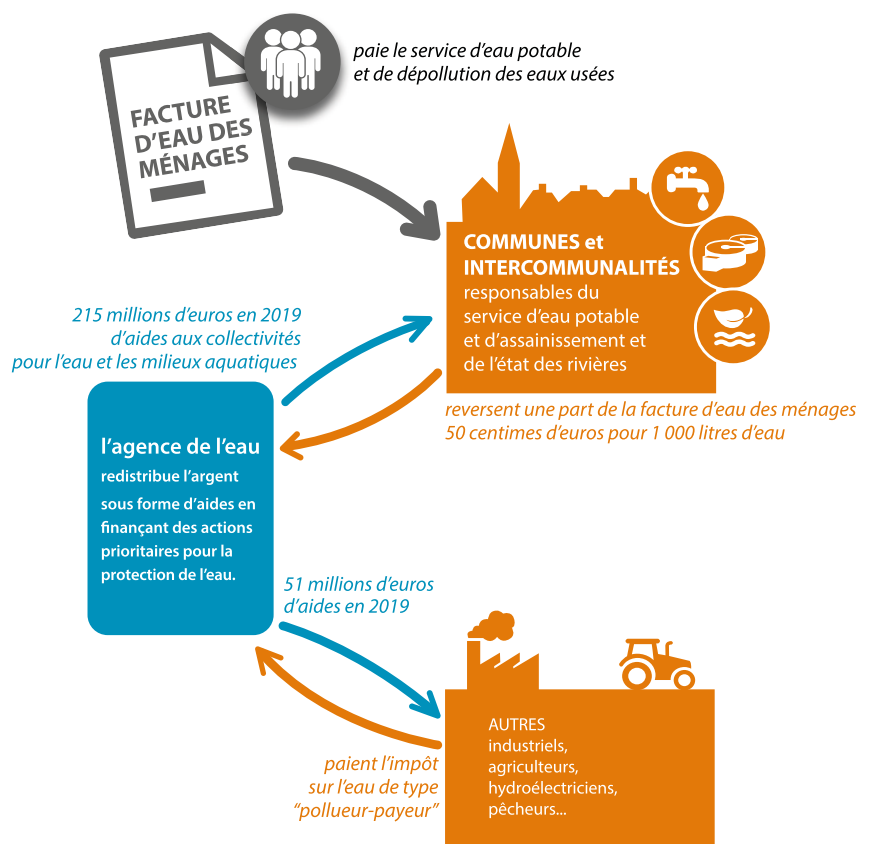 paie le service d'eau potable
et de dépollution des eaux usées
FACTURE
D'EAU DES
MÉNAGES
COMMUNES et
INTERCOMMUNALITÉS
responsables du
service d'eau potable
et d'assainissement et
de l'état des rivières
215 millions d'euros en 2019
d'aides aux collectivités
pour l'eau et les milieux aquatiques
reversent une part de la facture d'eau des ménages
50 centimes d'euros pour 1 000 litres d'eau
l'agence de l'eau
redistribue l'argent
sous forme d'aides en
finançant des actions
prioritaires pour la
protection de l'eau.
51 millions d'euros
d'aides en 2019
paient l'impôt
sur l'eau de type
“pollueur-payeur”
AUTRES
industriels,
agriculteurs,
hydroélectriciens,
pêcheurs...